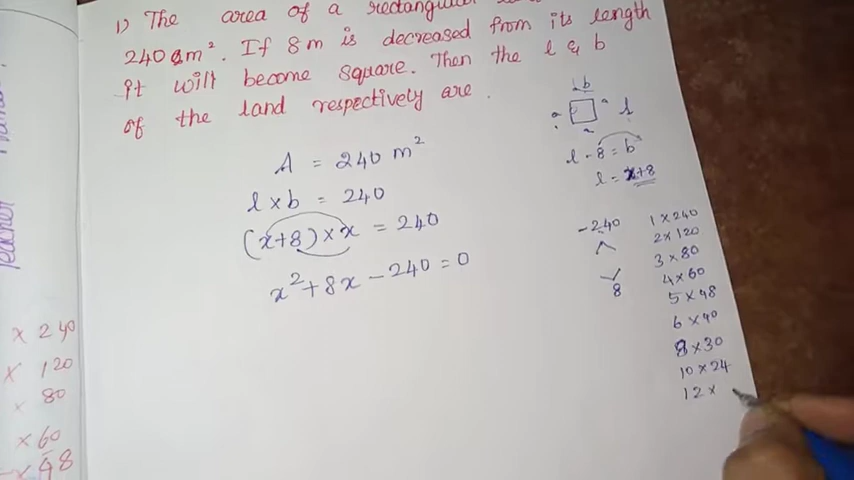 1) The area of a rectangular
240 m². If 8m is decreased from its length
it will become square. Then the l & b
of the land respectively are .
A = 240 m²
l x b = 240
(x+8) x x = 240
x² + 8x - 240 = 0
b
a
a
l
a
l - 8 = b
l = x+8
-240
8
1 x 240
2 x 120
3 x 80
4 x 60
5 x 48
6 x 40
8 x 30
10 x 24
12 x
x 240
x 120
x 80
x 60
x 48